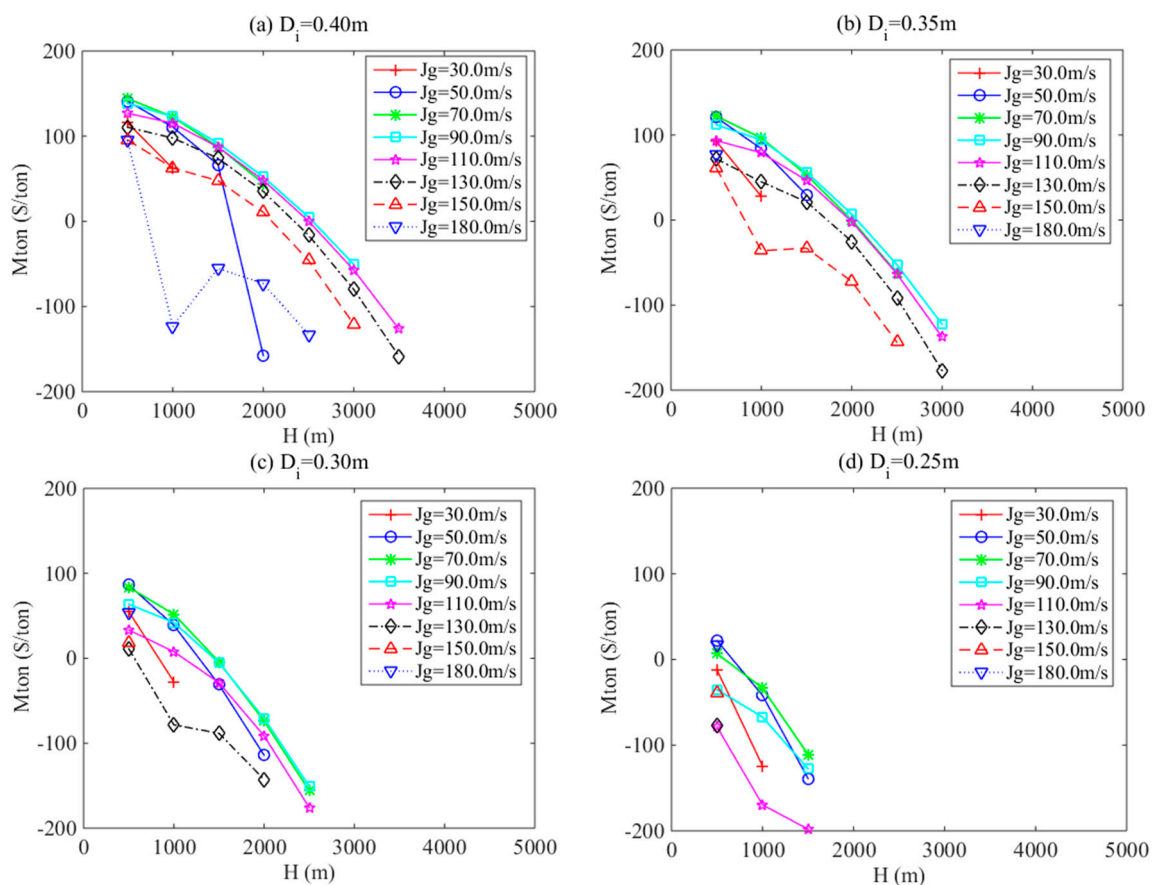 (a) D_i=0.40m
Mton (S/ton)
200
100
0
-100
-200
Jg=30.0m/s
Jg=50.0m/s
Jg=70.0m/s
Jg=90.0m/s
Jg=110.0m/s
Jg=130.0m/s
Jg=150.0m/s
Jg=180.0m/s
0 1000 2000 3000 4000 5000
H (m)
(b) D_i=0.35m
Mton (S/ton)
200
100
0
-100
-200
Jg=30.0m/s
Jg=50.0m/s
Jg=70.0m/s
Jg=90.0m/s
Jg=110.0m/s
Jg=130.0m/s
Jg=150.0m/s
Jg=180.0m/s
0 1000 2000 3000 4000 5000
H (m)
(c) D_i=0.30m
Mton (S/ton)
200
100
0
-100
-200
Jg=30.0m/s
Jg=50.0m/s
Jg=70.0m/s
Jg=90.0m/s
Jg=110.0m/s
Jg=130.0m/s
Jg=150.0m/s
Jg=180.0m/s
0 1000 2000 3000 4000 5000
H (m)
(d) D_i=0.25m
Mton (S/ton)
200
100
0
-100
-200
Jg=30.0m/s
Jg=50.0m/s
Jg=70.0m/s
Jg=90.0m/s
Jg=110.0m/s
Jg=130.0m/s
Jg=150.0m/s
Jg=180.0m/s
0 1000 2000 3000 4000 5000
H (m)